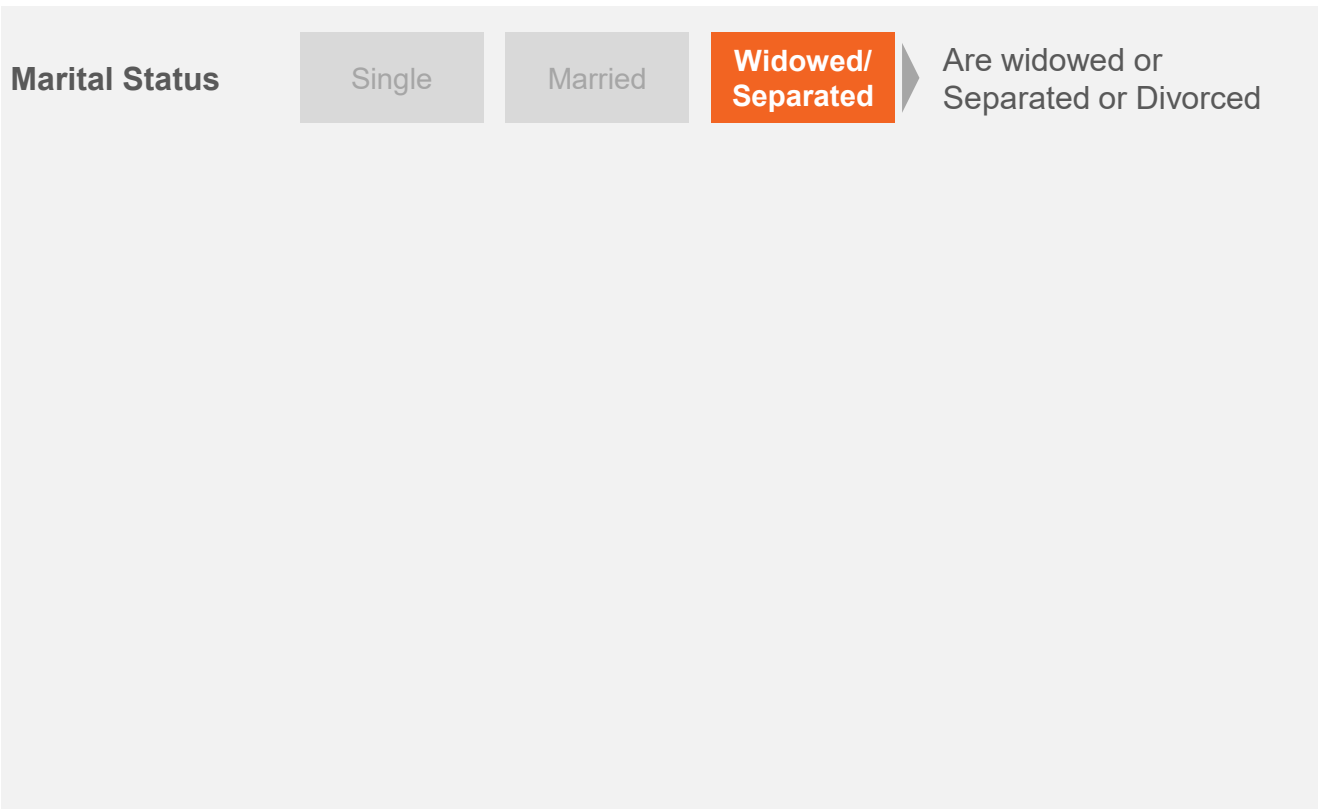 Marital Status
Single
Married
Widowed/
Separated
Are widowed or
Separated or Divorced